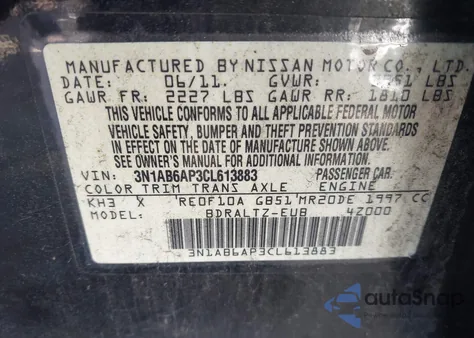 MANUFACTURED BY NISSAN MOTOR CO., LTD.
DATE: 06/11 GVWR: LBS
GAWR FR: 2227 LBS GAWR RR: 1810 LBS
THIS VEHICLE CONFORMS TO ALL APPLICABLE FEDERAL MOTOR
VEHICLE SAFETY, BUMPER AND THEFT PREVENTION STANDARDS
IN EFFECT ON THE DATE OF MANUFACTURE SHOWN ABOVE.
SEE OWNER'S MANUAL FOR ADDITIONAL INFORMATION.
VIN: 3N1AB6AP3CL613883 PASSENGER CAR.
COLOR TRIM TRANS AXLE ENGINE
KH3 X RE0F10A GB51 MR20DE 1997 CC
MODEL: BDRALTZ-EUB 4Z000
3N1AB6AP3CL613883
autoSnap